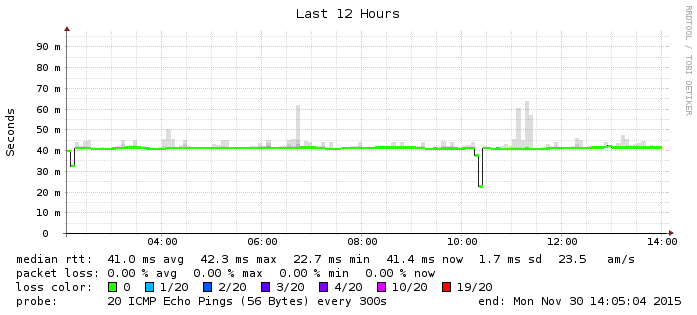 Last 12 Hours
RRDTOOL / TOBI OETIKER
Seconds
90 m
80 m
70 m
60 m
50 m
40 m
30 m
20 m
10 m
0
04:00 06:00 08:00 10:00 12:00 14:00
median rtt: 41.0 ms avg 42.3 ms max 22.7 ms min 41.4 ms now 1.7 ms sd 23.5 am/s
packet loss: 0.00 % avg 0.00 % max 0.00 % min 0.00 % now
loss color: 0 1/20 2/20 3/20 4/20 10/20 19/20
probe: 20 ICMP Echo Pings (56 Bytes) every 300s end: Mon Nov 30 14:05:04 2015